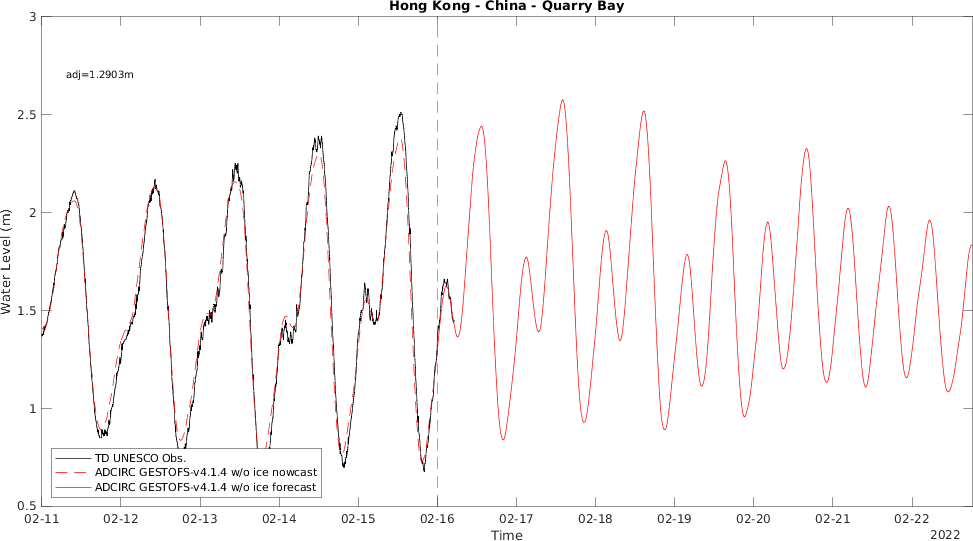 Hong Kong - China - Quarry Bay
3
adj=1.2903m
2.5
2
Water Level (m)
1.5
1
TD UNESCO Obs.
ADCIRC GESTOFS-v4.1.4 w/o ice nowcast
ADCIRC GESTOFS-v4.1.4 w/o ice forecast
0.5
02-11 02-12 02-13 02-14 02-15 02-16 02-17 02-18 02-19 02-20 02-21 02-22
Time
2022